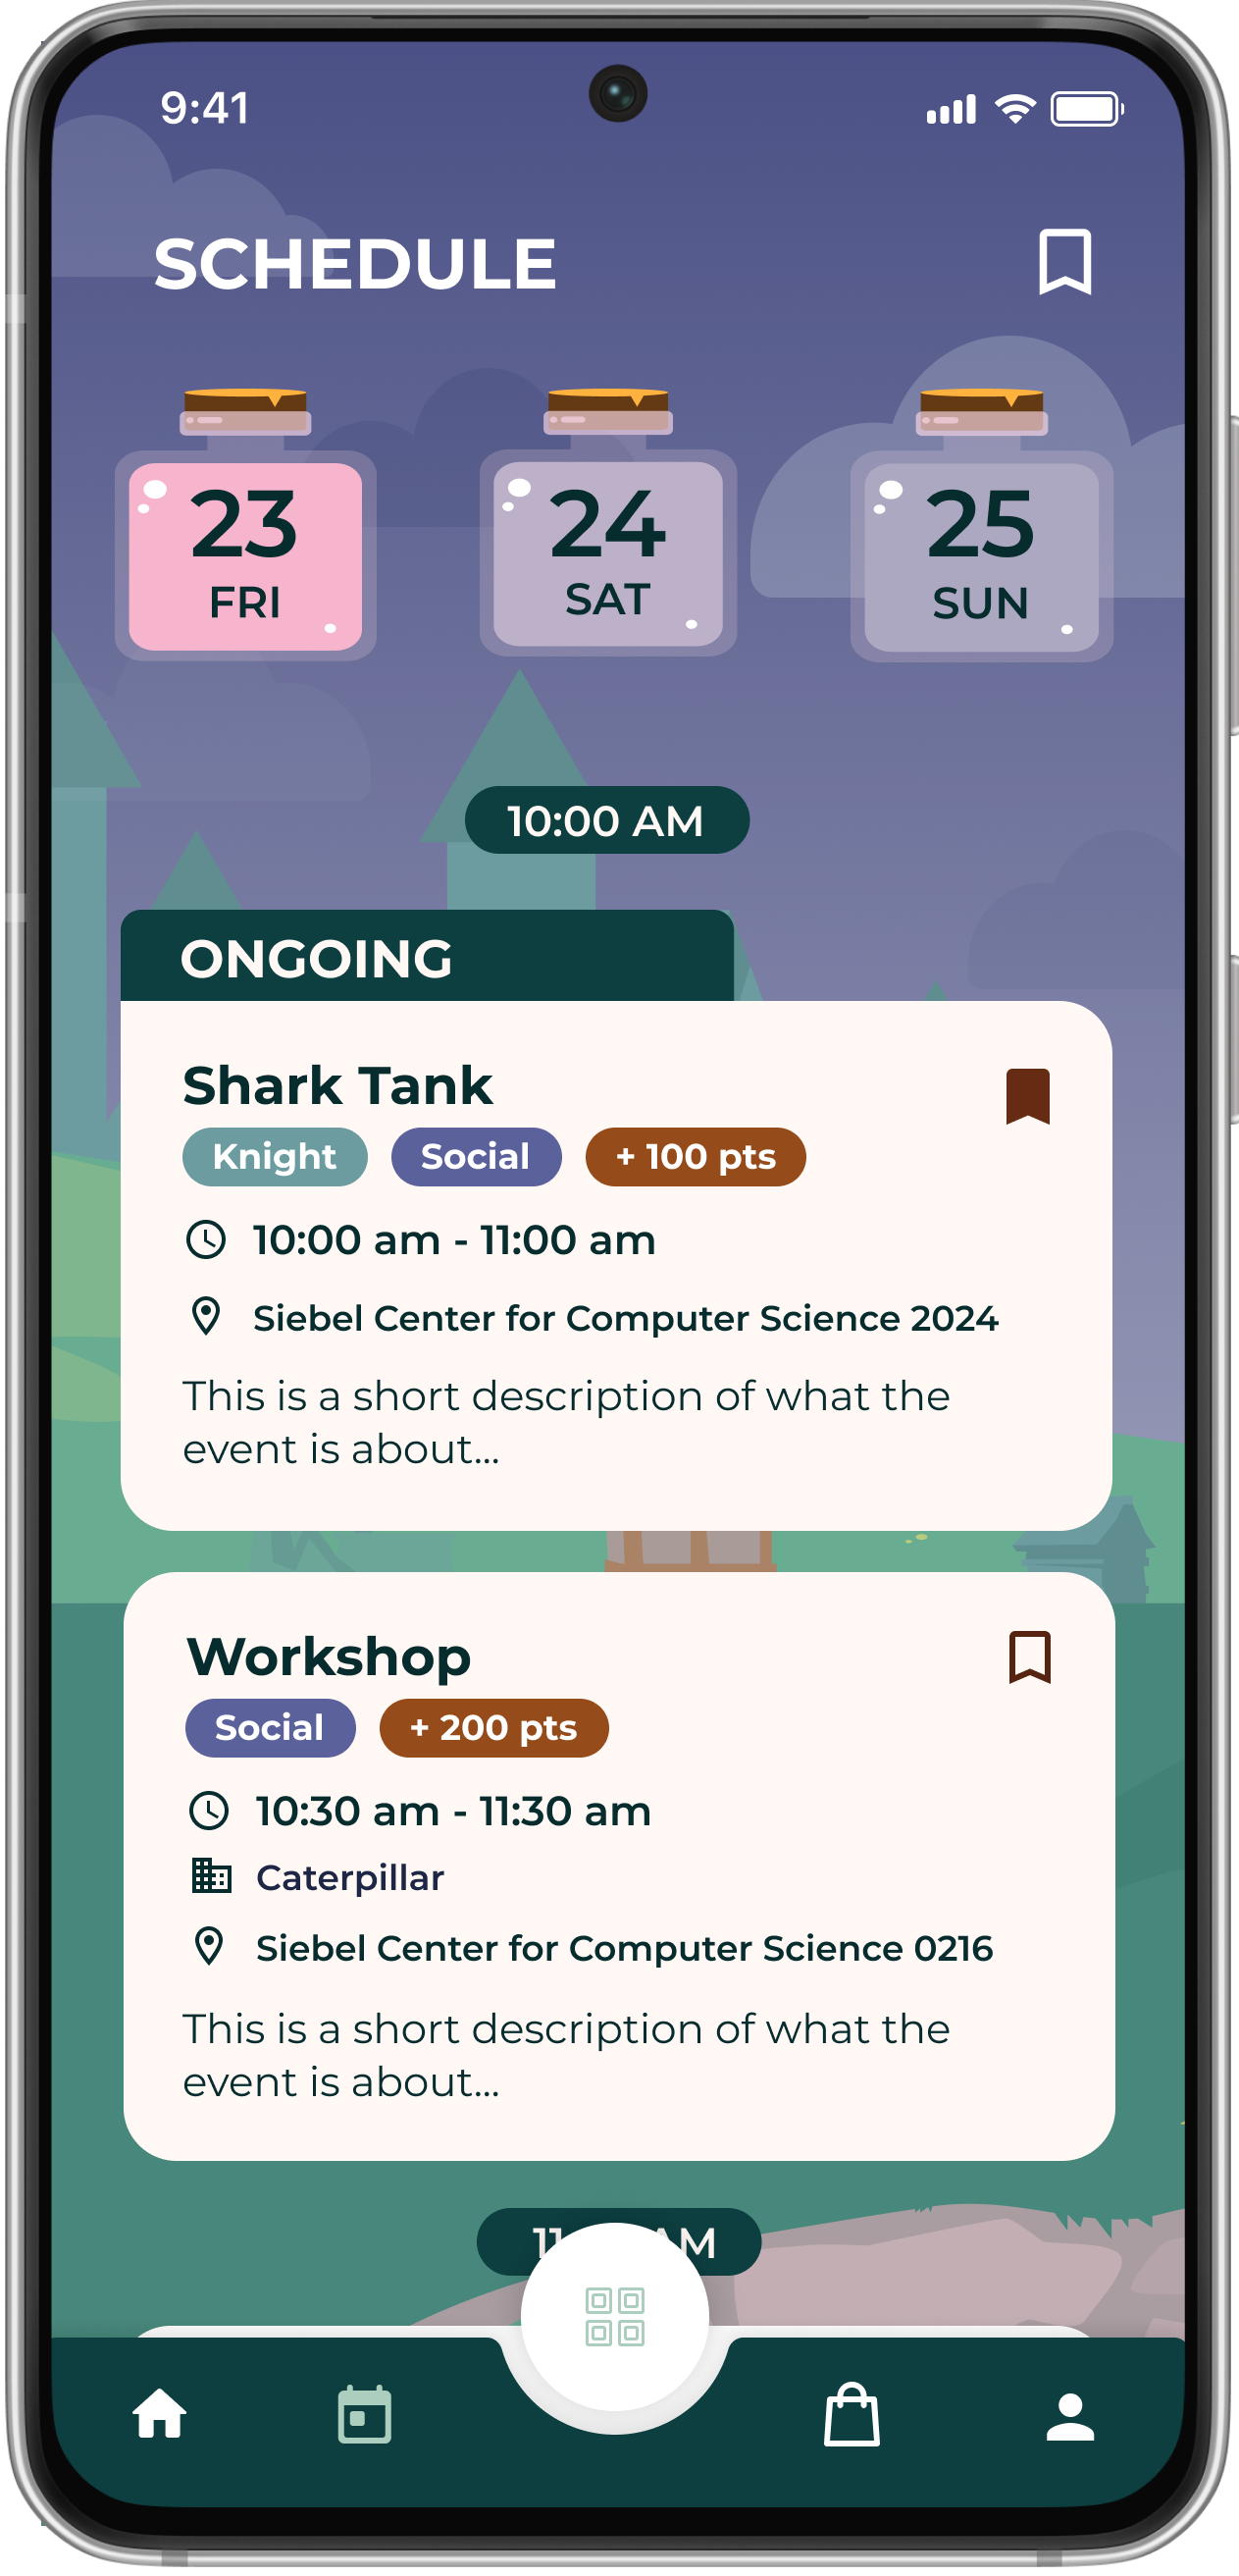 9:41
SCHEDULE
23
FRI
24
SAT
25
SUN
10:00 AM
ONGOING
Shark Tank
Knight
Social
+ 100 pts
10:00 am - 11:00 am
Siebel Center for Computer Science 2024
This is a short description of what the
event is about...
Workshop
Social
+ 200 pts
10:30 am - 11:30 am
Caterpillar
Siebel Center for Computer Science 0216
This is a short description of what the
event is about...